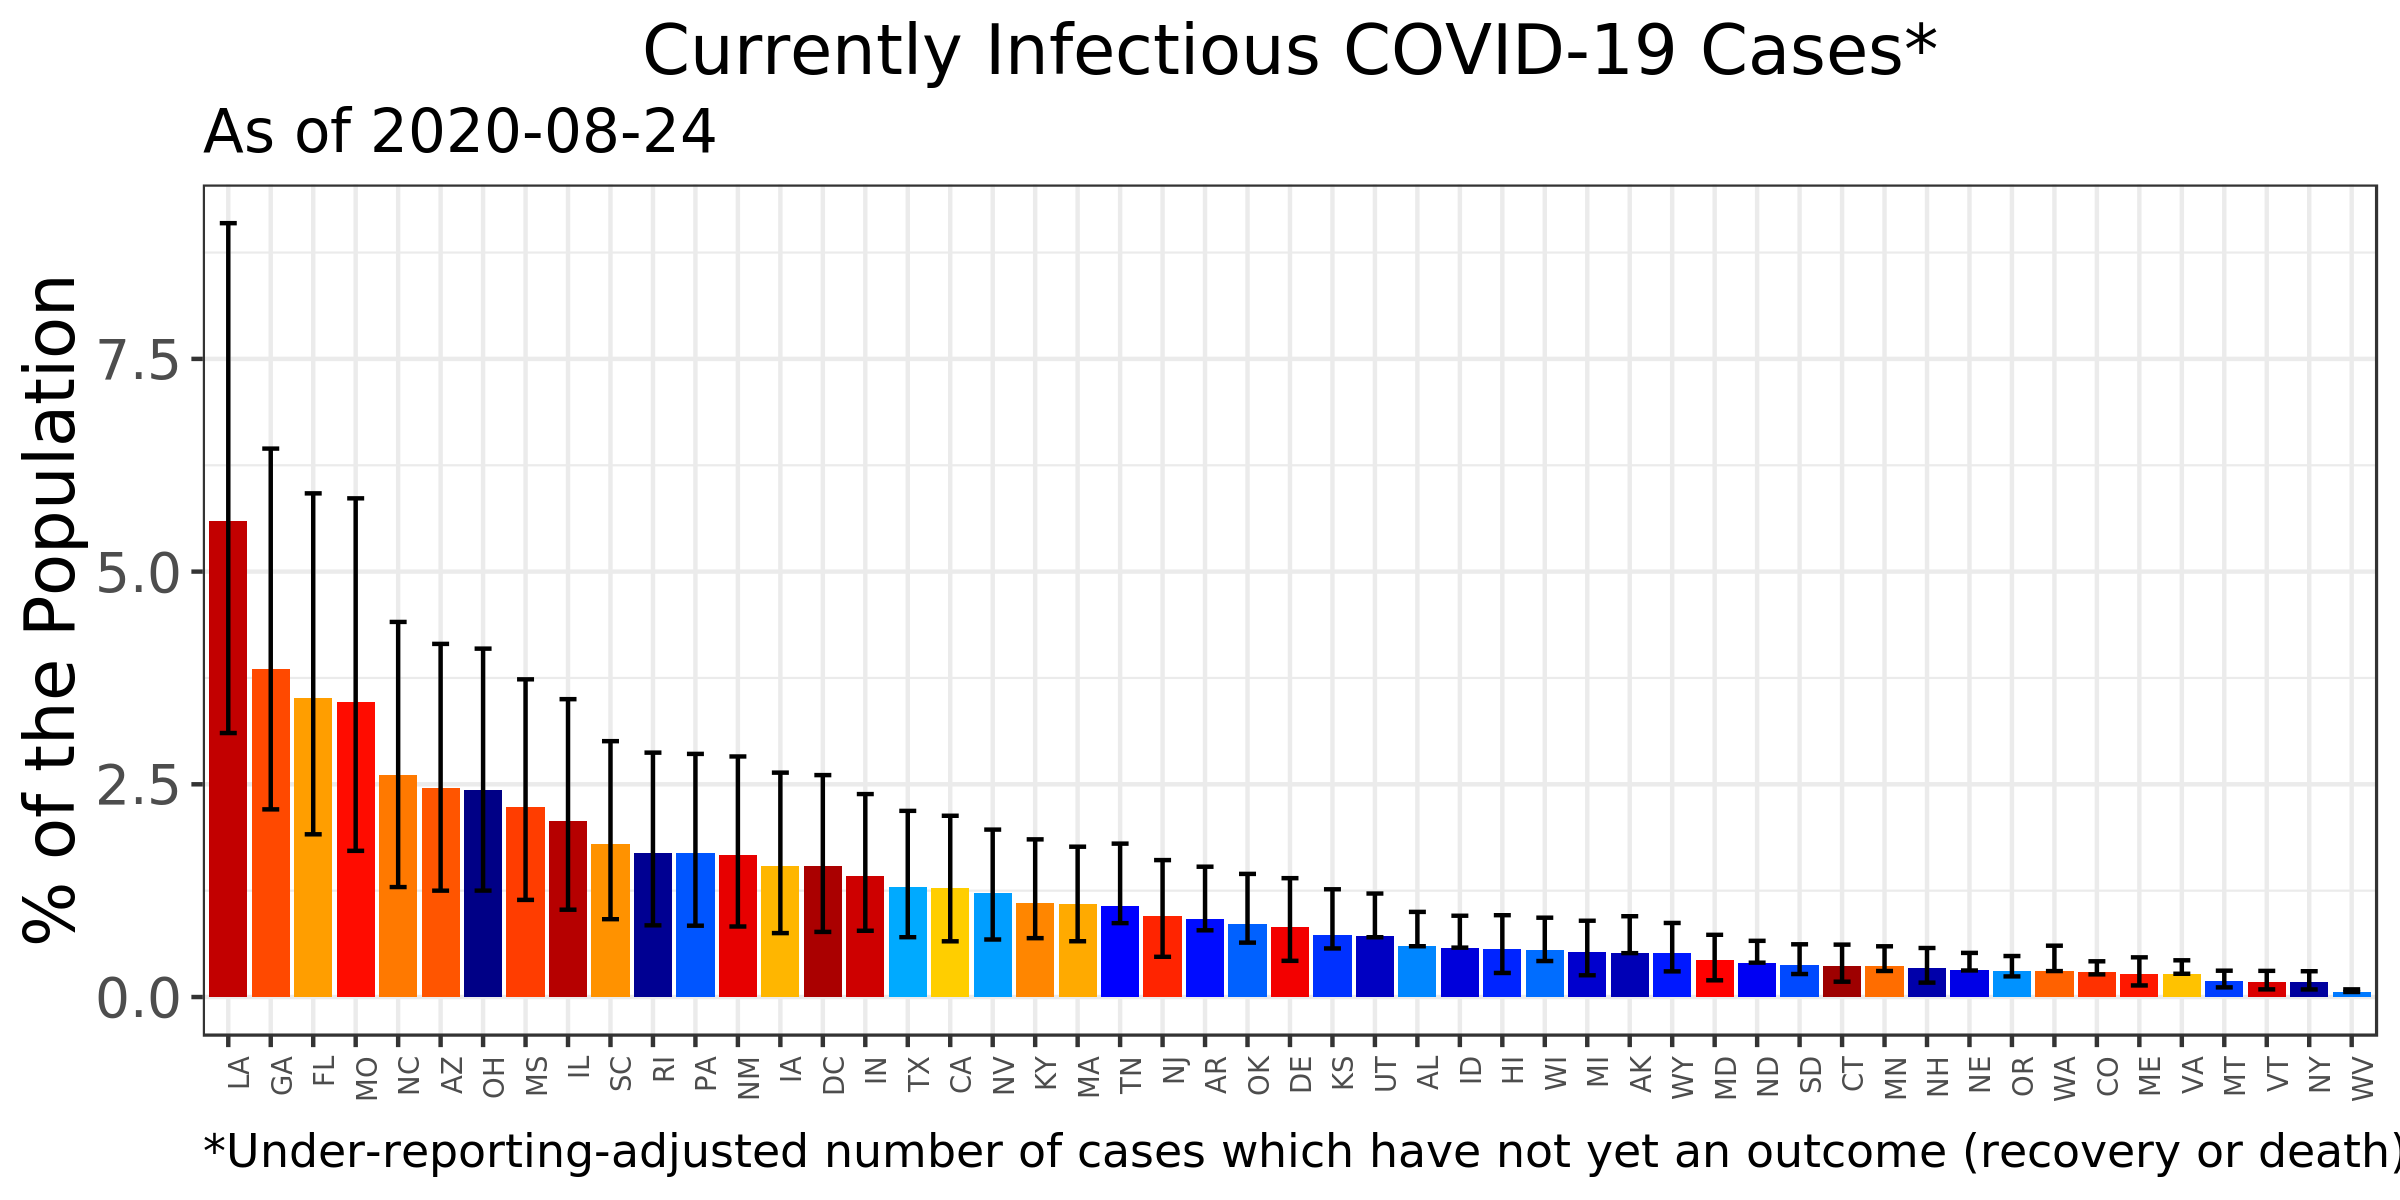 Currently Infectious COVID-19 Cases*
As of 2020-08-24
% of the Population
7.5
5.0
2.5
0.0
LA GA FL MO NC AZ OH MS IL SC RI PA NM IA DC IN TX CA NV KY MA TN NJ AR OK DE KS UT AL ID HI WI MI AK WY MD ND SD CT MN NH NE OR WA CO ME VA MT VT NY WV
*Under-reporting-adjusted number of cases which have not yet an outcome (recovery or death)